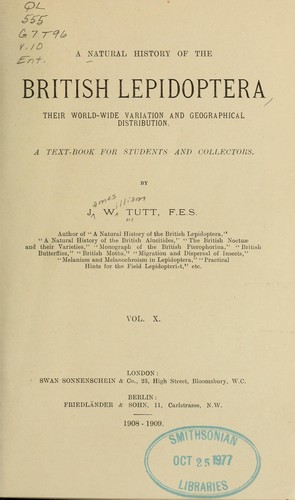 QL
555
G7T96
v.10
Ent.
A NATURAL HISTORY OF THE
BRITISH LEPIDOPTERA
THEIR WORLD-WIDE VARIATION AND GEOGRAPHICAL
DISTRIBUTION.
A TEXT-BOOK FOR STUDENTS AND COLLECTORS.
BY
ames illiam
J. W. TUTT, F.E.S.
Author of "A Natural History of the British Lepidoptera,"
"A Natural History of the British Alucitides," "The British Noctuæ
and their Varieties," "Monograph of the British Pterophorina," "British
Butterflies," "British Moths," "Migration and Dispersal of Insects,"
"Melanism and Melanochroism in Lepidoptera," "Practical
Hints for the Field Lepidopterist," etc.
VOL. X.
LONDON:
SWAN SONNENSCHEIN & Co., 25, High Street, Bloomsbury, W.C.
BERLIN:
FRIEDLÄNDER & SOHN, 11, Carlstrasse, N.W.
1908-1909.
SMITHSONIAN
OCT 25 1977
LIBRARIES